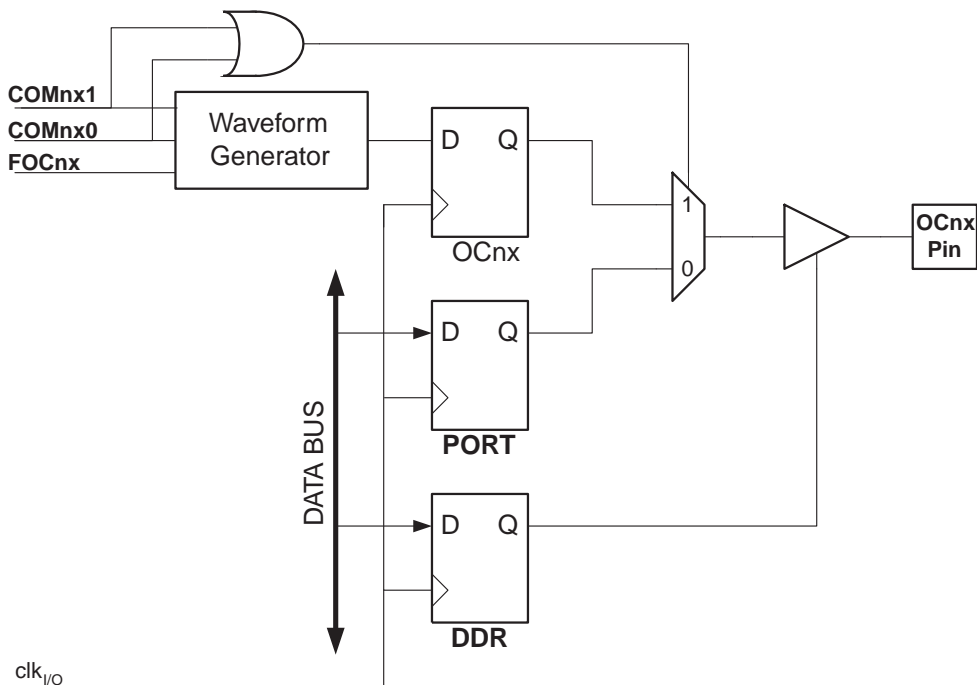 COMnx1
COMnx0
FOCnx
Waveform
Generator
D Q
OCnx
1
0
OCnx
Pin
D Q
PORT
DATA BUS
D Q
DDR
clkI/O